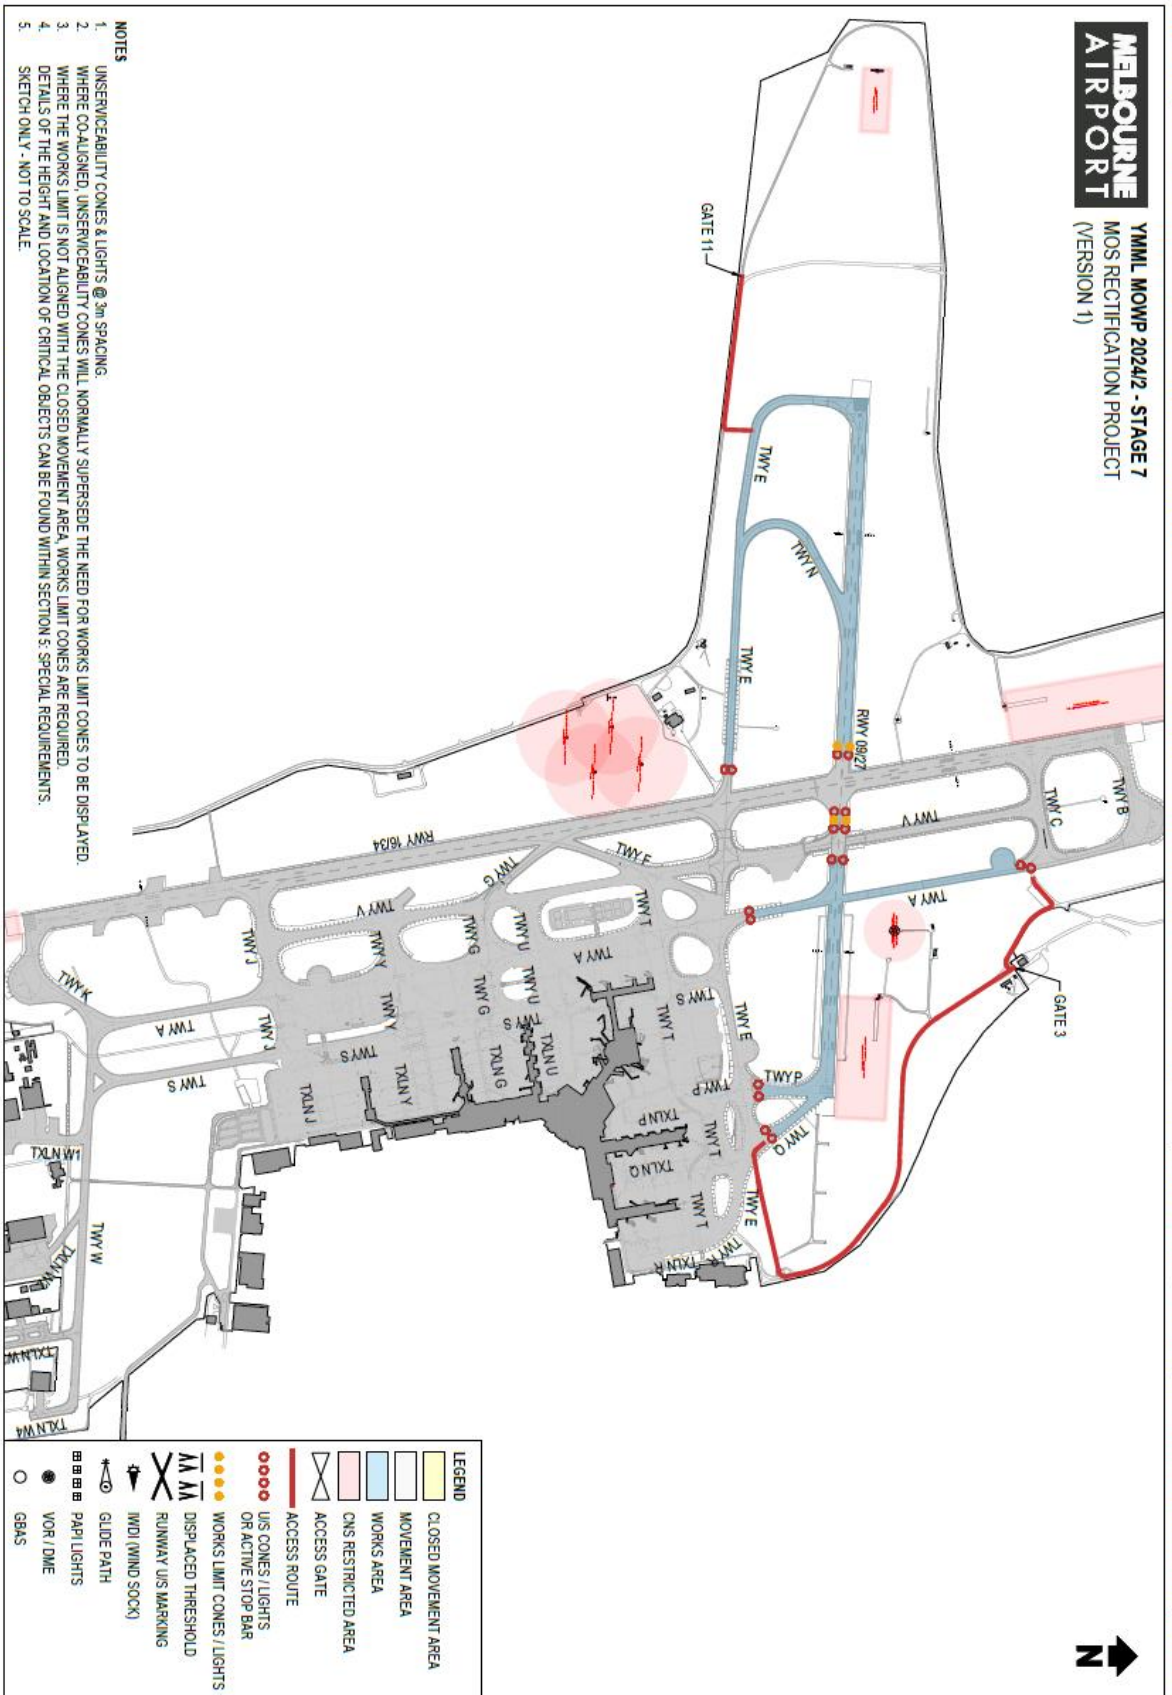 MELBOURNE
AIRPORT
YMML MOWP 2024/2 - STAGE 7
MOS RECTIFICATION PROJECT
(VERSION 1)
GATE 11
TWY E
TWY N
TWY E
RWY 09/27
TWY B
TWY C
TWY V
TWY A
GATE 3
RWY 16/34
TWY F
TWY G
TWY V
TWY T
TWY U
TWY G
TWY A
TWY J
TWY Y
TWY K
TWY U
TWY G
TWY S
TWY S
TWY T
TWY E
TWY Y
TWY A
TWY J
TWY S
TWY S
TXLN U
TXLN G
TXLN Y
TXLN J
TWY P
TWY P
TXLN P
TWY T
TWY Q
TXLN Q
TWY T
TWY E
TWY R
TXLN R
TXLN W1
TWY W
TXLN W4
NOTES
1. UNSERVICEABILITY CONES & LIGHTS @ 3m SPACING.
2. WHERE CO-ALIGNED, UNSERVICEABILITY CONES WILL NORMALLY SUPERSEDE THE NEED FOR WORKS LIMIT CONES TO BE DISPLAYED.
3. WHERE THE WORKS LIMIT IS NOT ALIGNED WITH THE CLOSED MOVEMENT AREA, WORKS LIMIT CONES ARE REQUIRED.
4. DETAILS OF THE HEIGHT AND LOCATION OF CRITICAL OBJECTS CAN BE FOUND WITHIN SECTION 5: SPECIAL REQUIREMENTS.
5. SKETCH ONLY - NOT TO SCALE.
LEGEND
CLOSED MOVEMENT AREA
MOVEMENT AREA
WORKS AREA
CNS RESTRICTED AREA
ACCESS GATE
ACCESS ROUTE
U/S CONES / LIGHTS
OR ACTIVE STOP BAR
WORKS LIMIT CONES / LIGHTS
DISPLACED THRESHOLD
RUNWAY U/S MARKING
IWDI (WIND SOCK)
GLIDE PATH
PAPI LIGHTS
VOR / DME
GBAS
N